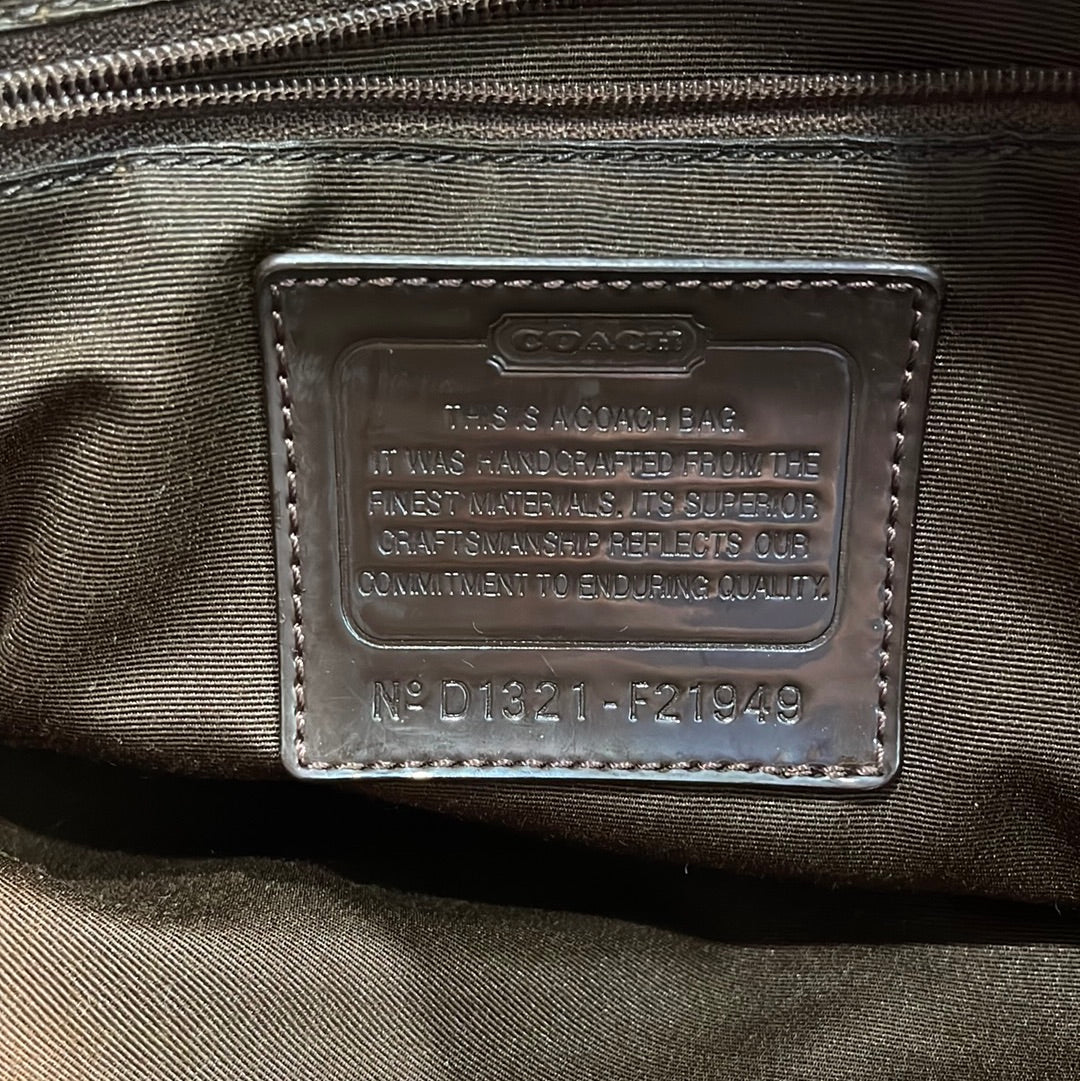 COACH
THIS IS A COACH BAG.
IT WAS HANDCRAFTED FROM THE
FINEST MATERIALS. ITS SUPERIOR
CRAFTSMANSHIP REFLECTS OUR
COMMITMENT TO ENDURING QUALITY.
Nº D1321-F21949